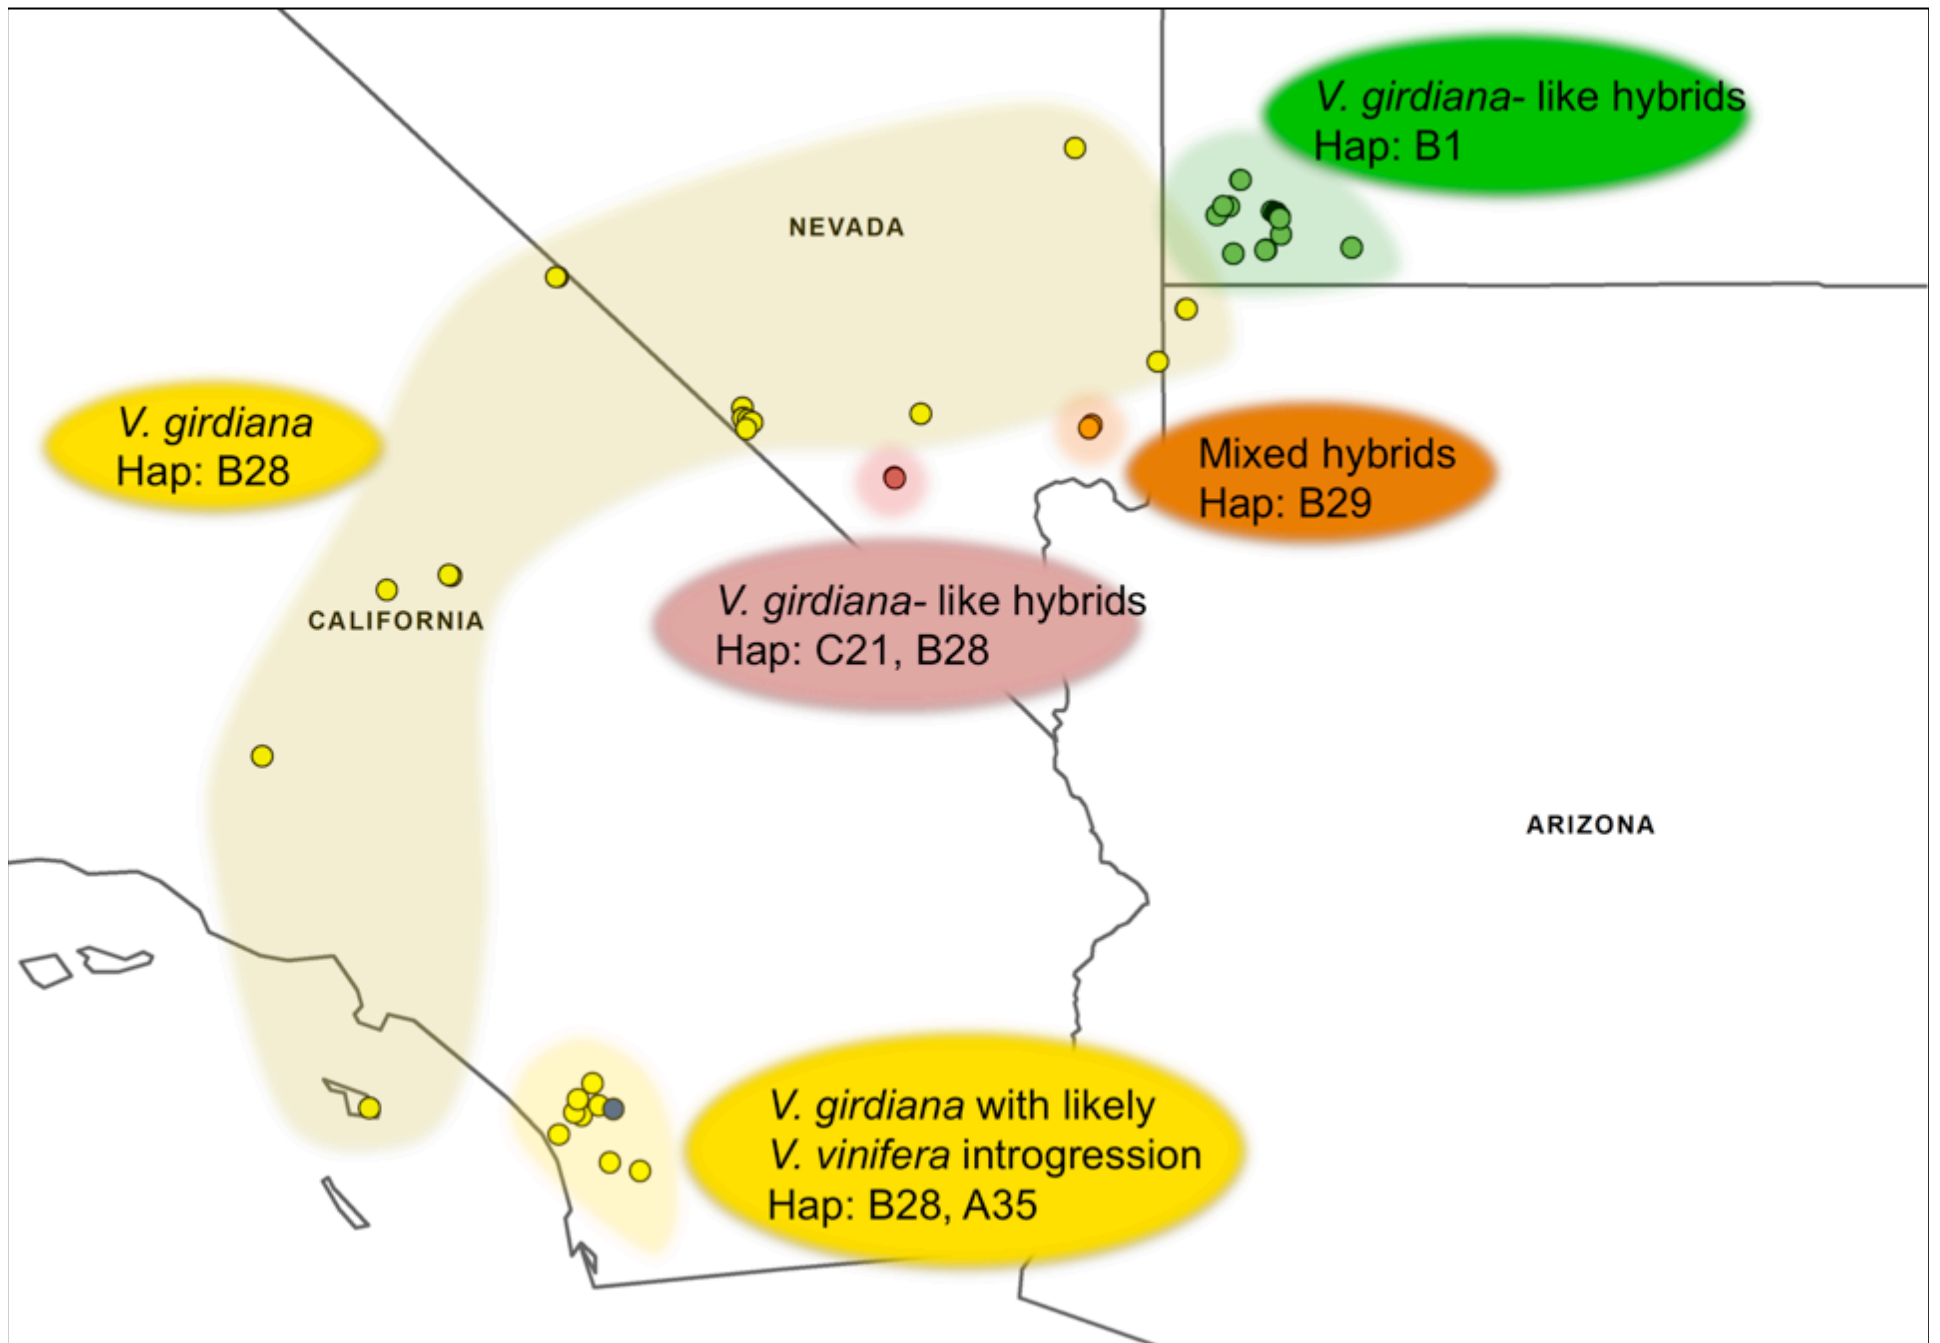 V. girdiana- like hybrids
Hap: B1
NEVADA
V. girdiana
Hap: B28
Mixed hybrids
Hap: B29
V. girdiana- like hybrids
Hap: C21, B28
CALIFORNIA
ARIZONA
V. girdiana with likely
V. vinifera introgression
Hap: B28, A35